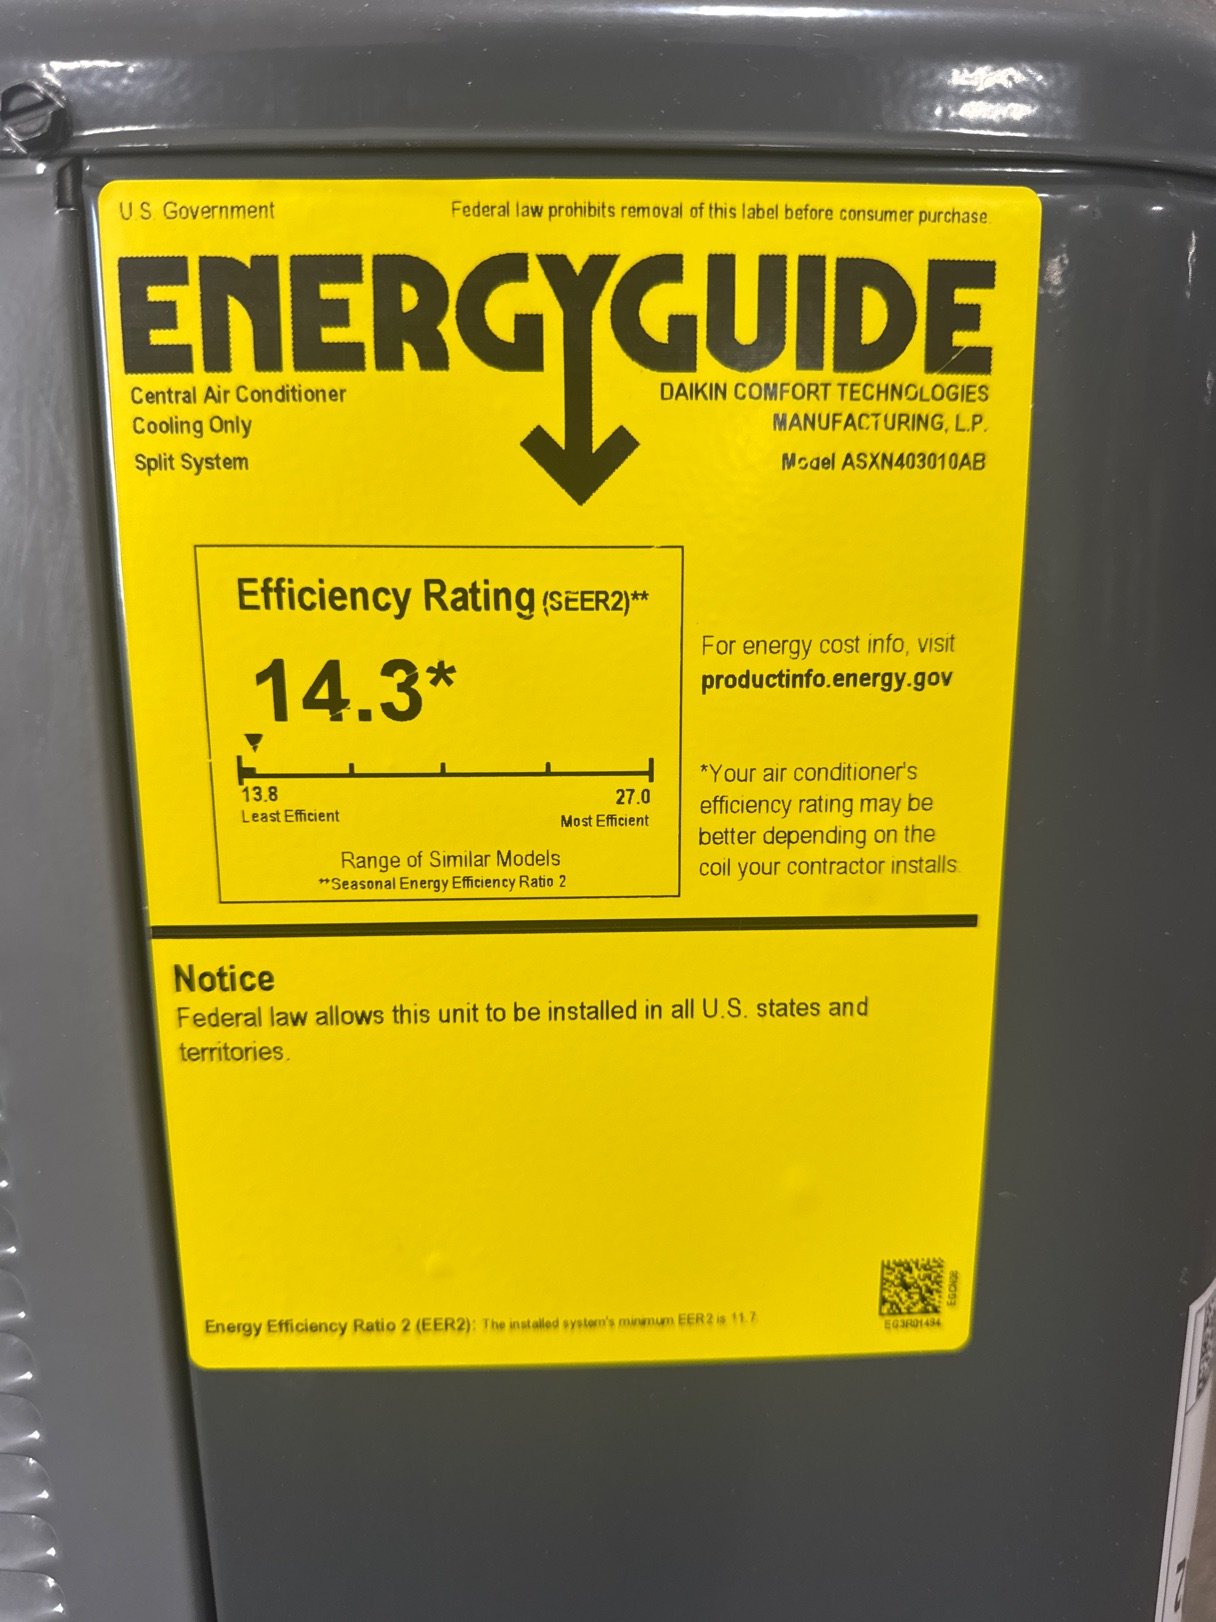 U.S. Government
Federal law prohibits removal of this label before consumer purchase.
ENERGYGUIDE
Central Air Conditioner
Cooling Only
Split System
DAIKIN COMFORT TECHNOLOGIES
MANUFACTURING, L.P.
Model ASXN403010AB
Efficiency Rating (SEER2)**
14.3*
13.8
Least Efficient
27.0
Most Efficient
Range of Similar Models
**Seasonal Energy Efficiency Ratio 2
For energy cost info, visit
productinfo.energy.gov
*Your air conditioner's
efficiency rating may be
better depending on the
coil your contractor installs.
Notice
Federal law allows this unit to be installed in all U.S. states and
territories.
Energy Efficiency Ratio 2 (EER2): The installed system's minimum EER2 is 11.7
EG3R01494